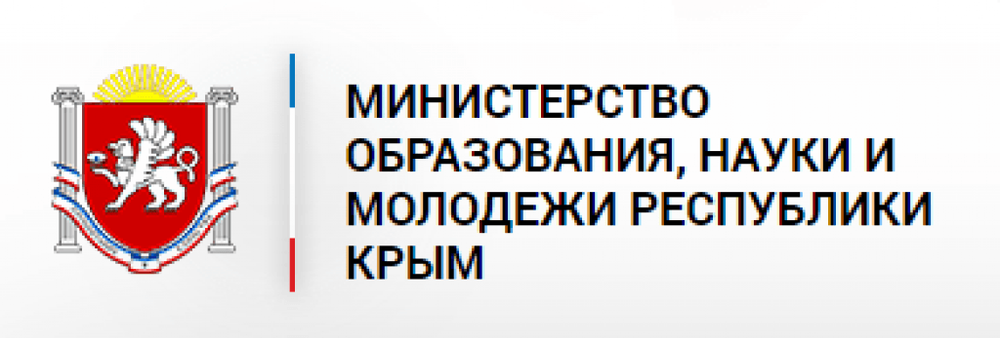 МИНИСТЕРСТВО
ОБРАЗОВАНИЯ, НАУКИ И
МОЛОДЕЖИ РЕСПУБЛИКИ
КРЫМ